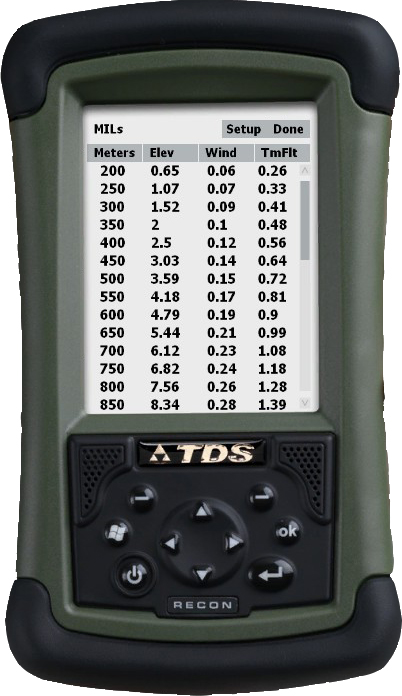 MILs Setup Done
Meters Elev Wind TmFlt
200 0.65 0.06 0.26
250 1.07 0.07 0.33
300 1.52 0.09 0.41
350 2 0.1 0.48
400 2.5 0.12 0.56
450 3.03 0.14 0.64
500 3.59 0.15 0.72
550 4.18 0.17 0.81
600 4.79 0.19 0.9
650 5.44 0.21 0.99
700 6.12 0.23 1.08
750 6.82 0.24 1.18
800 7.56 0.26 1.28
850 8.34 0.28 1.39
TDS
ok
RECON